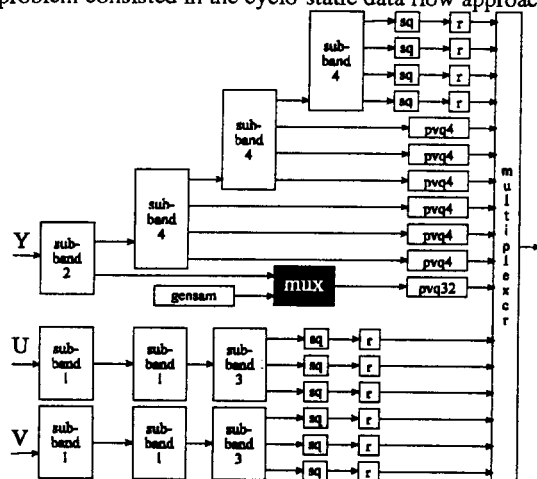 problem consisted in the cyclo-static data flow approac
sub-
band
4
sq
r
sq
r
sq
r
sq
r
sub-
band
4
pvq4
pvq4
pvq4
sub-
band
4
pvq4
pvq4
pvq4
Y
sub-
band
2
mux
pvq32
gensam
multiplexer
U
sub-
band
1
sub-
band
1
sub-
band
3
sq
r
sq
r
sq
r
V
sub-
band
1
sub-
band
1
sub-
band
3
sq
r
sq
r
sq
r